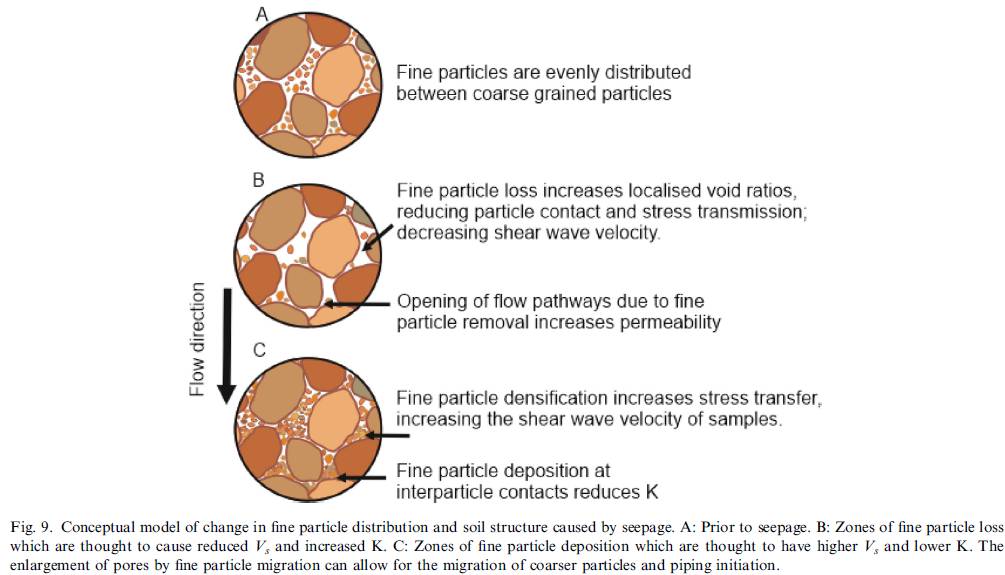 A
Fine particles are evenly distributed
between coarse grained particles
B
Fine particle loss increases localised void ratios,
reducing particle contact and stress transmission;
decreasing shear wave velocity.
Opening of flow pathways due to fine
particle removal increases permeability
Flow direction
C
Fine particle densification increases stress transfer,
increasing the shear wave velocity of samples.
Fine particle deposition at
interparticle contacts reduces K
Fig. 9. Conceptual model of change in fine particle distribution and soil structure caused by seepage. A: Prior to seepage. B: Zones of fine particle loss
which are thought to cause reduced Vs and increased K. C: Zones of fine particle deposition which are thought to have higher Vs and lower K. The
enlargement of pores by fine particle migration can allow for the migration of coarser particles and piping initiation.